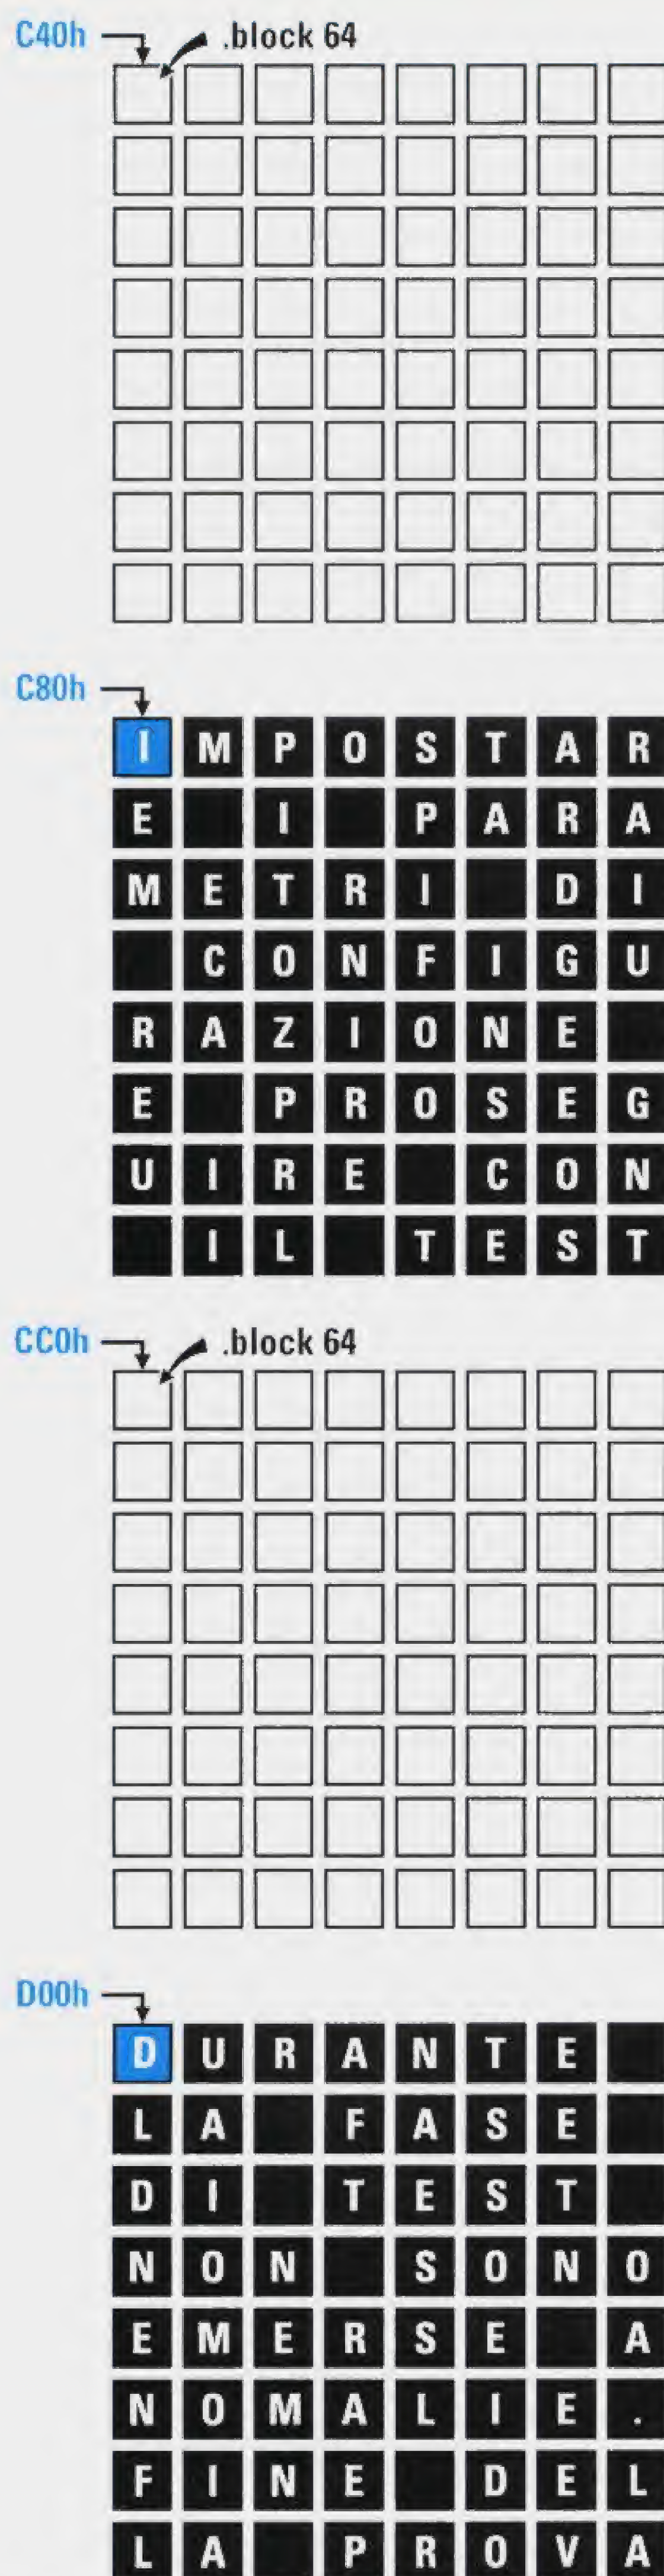 C40h .block 64
C80h
IMPOSTAR
E I PARA
METRI DI
CONFIGU
RAZIONE
E PROSEG
UIRE CON
IL TEST
CC0h .block 64
D00h
DURANTE
LA FASE
DI TEST
NON SONO
EMERSE A
NOMALIE.
FINE DEL
LA PROVA